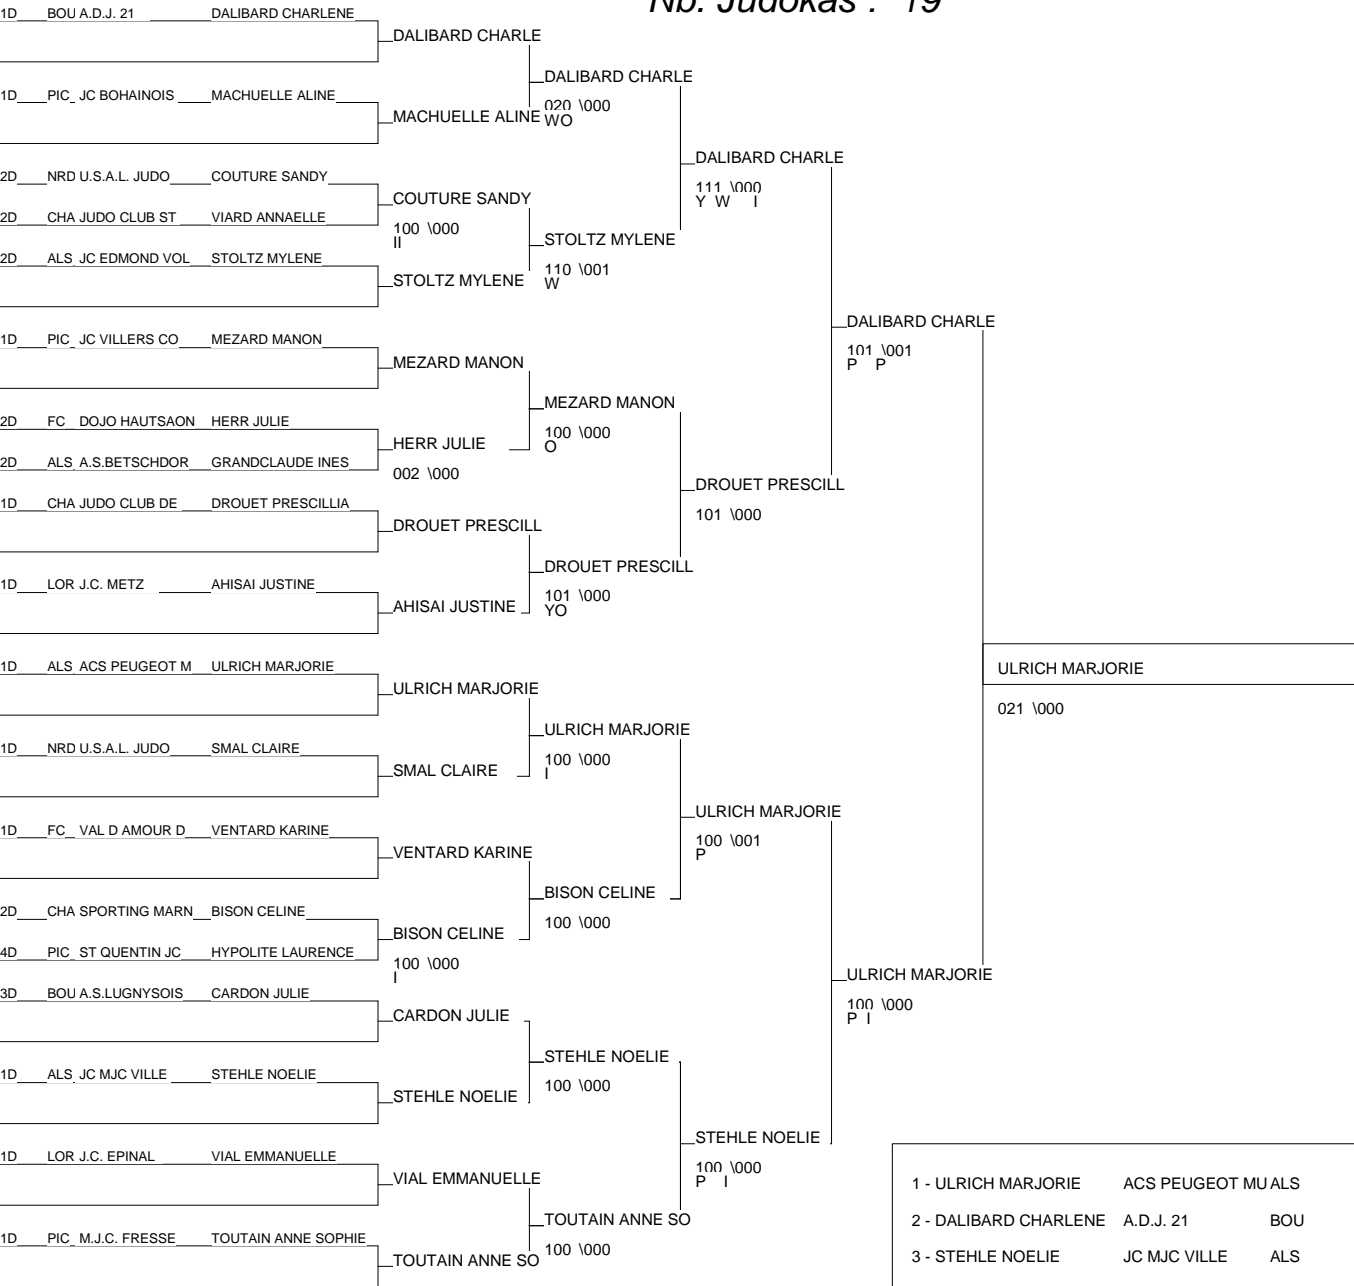 Nb. Judokas : 19
1D BOU A.D.J. 21 DALIBARD CHARLENE
DALIBARD CHARLE
DALIBARD CHARLE
020 \000
WO
1D PIC JC BOHAINOIS MACHUELLE ALINE
MACHUELLE ALINE
DALIBARD CHARLE
111 \000
Y W I
2D NRD U.S.A.L. JUDO COUTURE SANDY
COUTURE SANDY
100 \000
II
2D CHA JUDO CLUB ST VIARD ANNAELLE
STOLTZ MYLENE
110 \001
W
2D ALS JC EDMOND VOL STOLTZ MYLENE
STOLTZ MYLENE
DALIBARD CHARLE
101 \001
P P
1D PIC JC VILLERS CO MEZARD MANON
MEZARD MANON
MEZARD MANON
100 \000
O
2D FC DOJO HAUTSAON HERR JULIE
HERR JULIE
002 \000
2D ALS A.S.BETSCHDOR GRANDCLAUDE INES
DROUET PRESCILL
101 \000
1D CHA JUDO CLUB DE DROUET PRESCILLIA
DROUET PRESCILL
DROUET PRESCILL
101 \000
YO
1D LOR J.C. METZ AHISAI JUSTINE
AHISAI JUSTINE
1D ALS ACS PEUGEOT M ULRICH MARJORIE
ULRICH MARJORIE
021 \000
ULRICH MARJORIE
ULRICH MARJORIE
100 \000
I
1D NRD U.S.A.L. JUDO SMAL CLAIRE
SMAL CLAIRE
ULRICH MARJORIE
100 \001
P
1D FC VAL D AMOUR D VENTARD KARINE
VENTARD KARINE
BISON CELINE
100 \000
2D CHA SPORTING MARN BISON CELINE
BISON CELINE
100 \000
I
4D PIC ST QUENTIN JC HYPOLITE LAURENCE
ULRICH MARJORIE
100 \000
P I
3D BOU A.S.LUGNYSOIS CARDON JULIE
CARDON JULIE
STEHLE NOELIE
100 \000
1D ALS JC MJC VILLE STEHLE NOELIE
STEHLE NOELIE
STEHLE NOELIE
100 \000
P I
1D LOR J.C. EPINAL VIAL EMMANUELLE
VIAL EMMANUELLE
TOUTAIN ANNE SO
100 \000
1D PIC M.J.C. FRESSE TOUTAIN ANNE SOPHIE
TOUTAIN ANNE SO
1 - ULRICH MARJORIE ACS PEUGEOT MU ALS
2 - DALIBARD CHARLENE A.D.J. 21 BOU
3 - STEHLE NOELIE JC MJC VILLE ALS